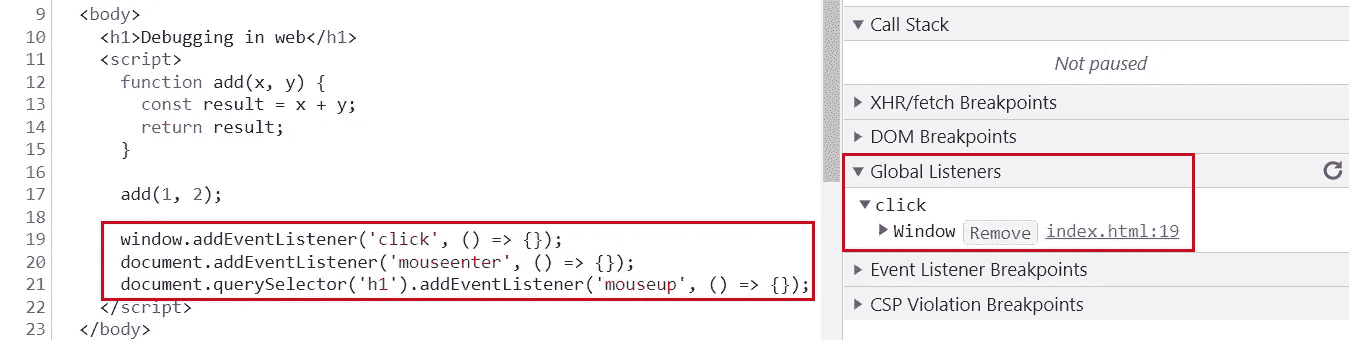 9 <body>
10 <h1>Debugging in web</h1>
11 <script>
12 function add(x, y) {
13 const result = x + y;
14 return result;
15 }
16
17 add(1, 2);
18
19 window.addEventListener('click', () => {});
20 document.addEventListener('mouseenter', () => {});
21 document.querySelector('h1').addEventListener('mouseup', () => {});
22 </script>
23 </body>
Call Stack
Not paused
XHR/fetch Breakpoints
DOM Breakpoints
Global Listeners
click
Window Remove index.html:19
Event Listener Breakpoints
CSP Violation Breakpoints